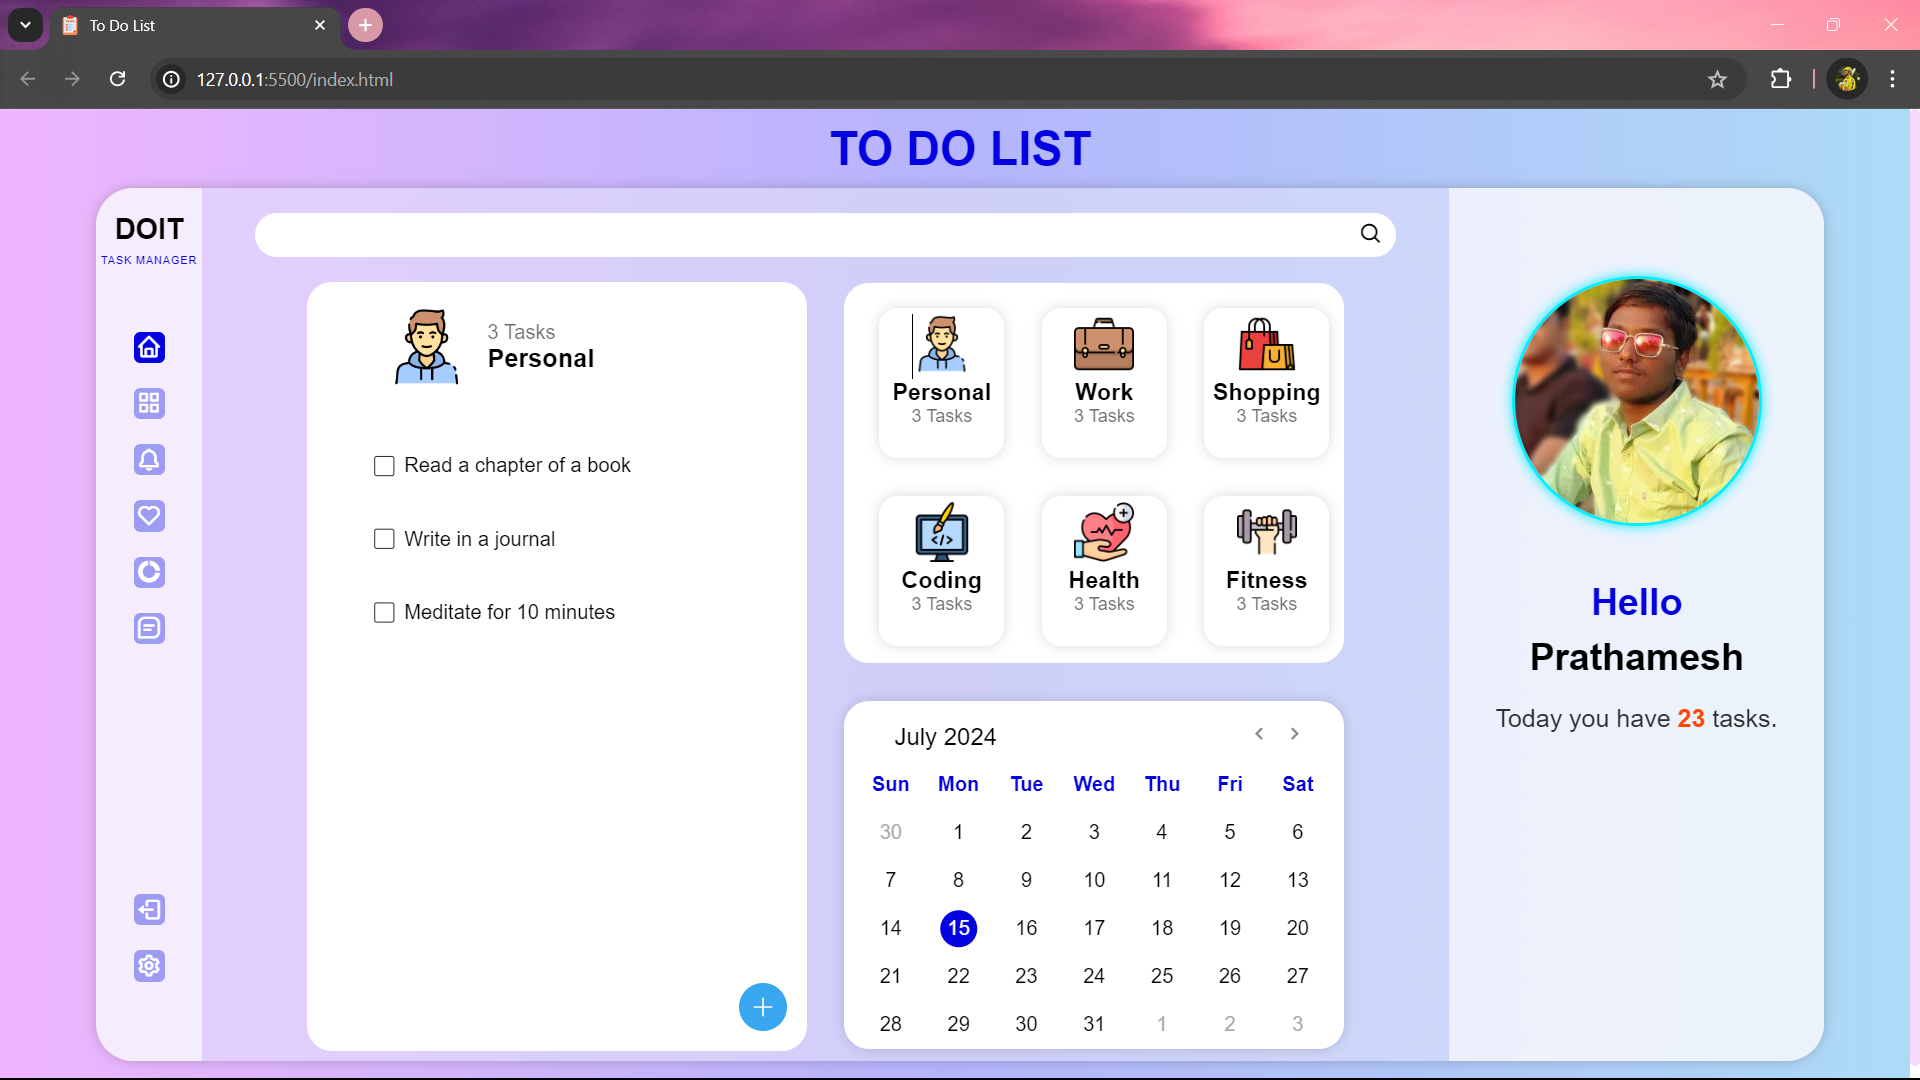 To Do List
127.0.0.1:5500/index.html
TO DO LIST
DOIT
TASK MANAGER
3 Tasks
Personal
Read a chapter of a book
Write in a journal
Meditate for 10 minutes
Personal
3 Tasks
Work
3 Tasks
Shopping
3 Tasks
Coding
3 Tasks
Health
3 Tasks
Fitness
3 Tasks
July 2024
Sun Mon Tue Wed Thu Fri Sat
30 1 2 3 4 5 6
7 8 9 10 11 12 13
14 15 16 17 18 19 20
21 22 23 24 25 26 27
28 29 30 31 1 2 3
Hello
Prathamesh
Today you have 23 tasks.